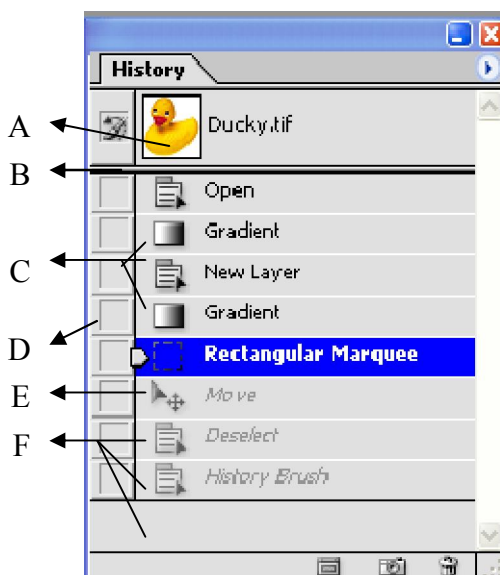 History
A
Ducky.tif
B
Open
Gradient
C
New Layer
Gradient
D
Rectangular Marquee
E
Move
F
Deselect
History Brush